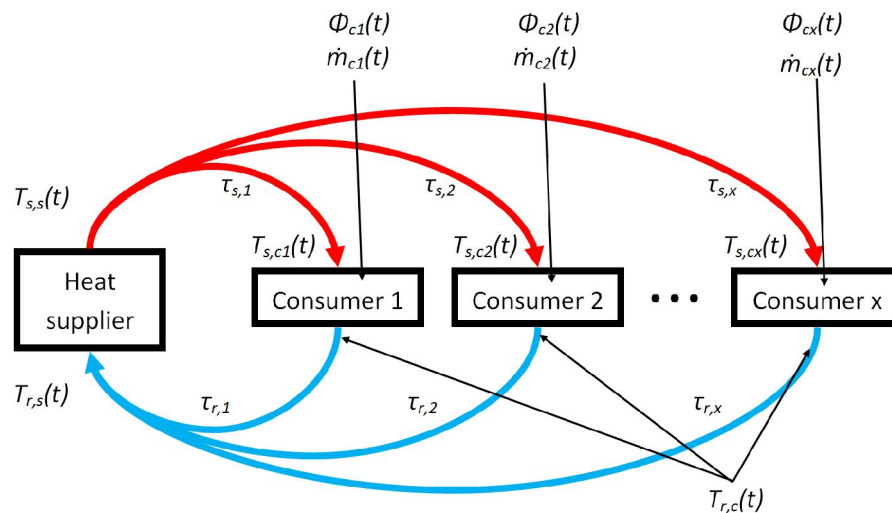 Φc1(t)
ṁc1(t)
Φc2(t)
ṁc2(t)
Φcx(t)
ṁcx(t)
Ts,s(t)
τs,1
τs,2
τs,x
Ts,c1(t)
Ts,c2(t)
Ts,cx(t)
Heat
supplier
Consumer 1
Consumer 2
• • •
Consumer x
Tr,s(t)
τr,1
τr,2
τr,x
Tr,c(t)